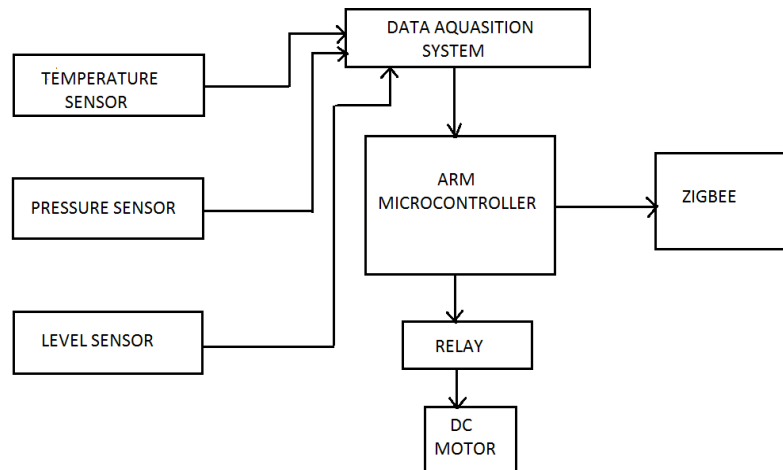 DATA AQUASITION
SYSTEM
TEMPERATURE
SENSOR
ARM
MICROCONTROLLER
ZIGBEE
PRESSURE SENSOR
LEVEL SENSOR
RELAY
DC
MOTOR